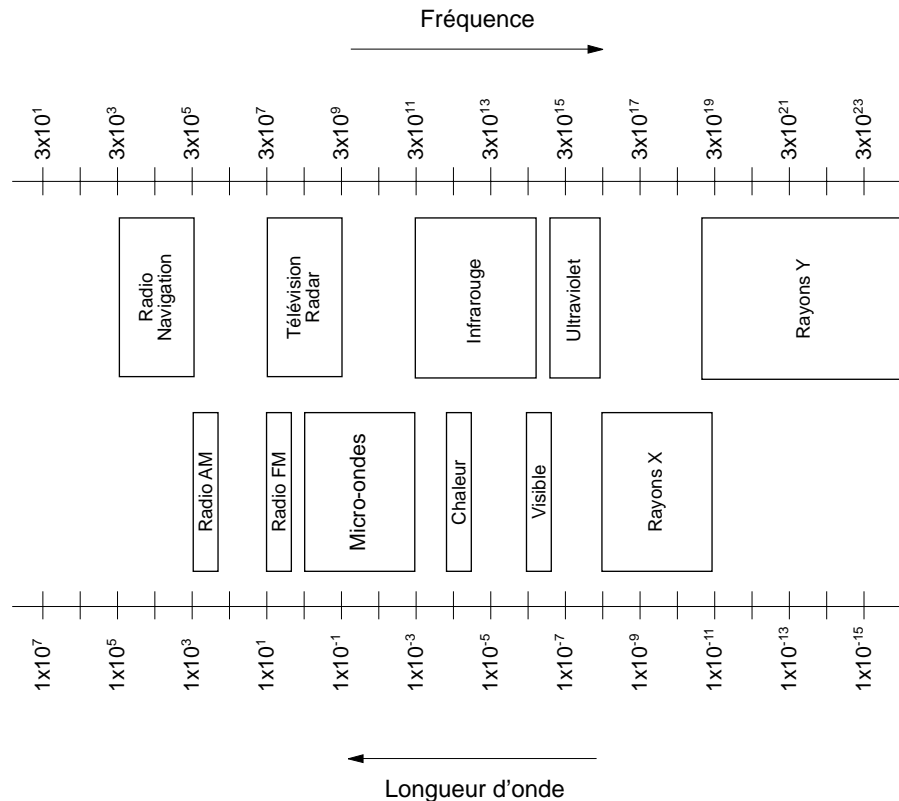 Fréquence
3x10¹
3x10³
3x10⁵
3x10⁷
3x10⁹
3x10¹¹
3x10¹³
3x10¹⁵
3x10¹⁷
3x10¹⁹
3x10²¹
3x10²³
Radio
Navigation
Télévision
Radar
Infrarouge
Ultraviolet
Rayons Y
Radio AM
Radio FM
Micro-ondes
Chaleur
Visible
Rayons X
1x10⁷
1x10⁵
1x10³
1x10¹
1x10⁻¹
1x10⁻³
1x10⁻⁵
1x10⁻⁷
1x10⁻⁹
1x10⁻¹¹
1x10⁻¹³
1x10⁻¹⁵
Longueur d'onde